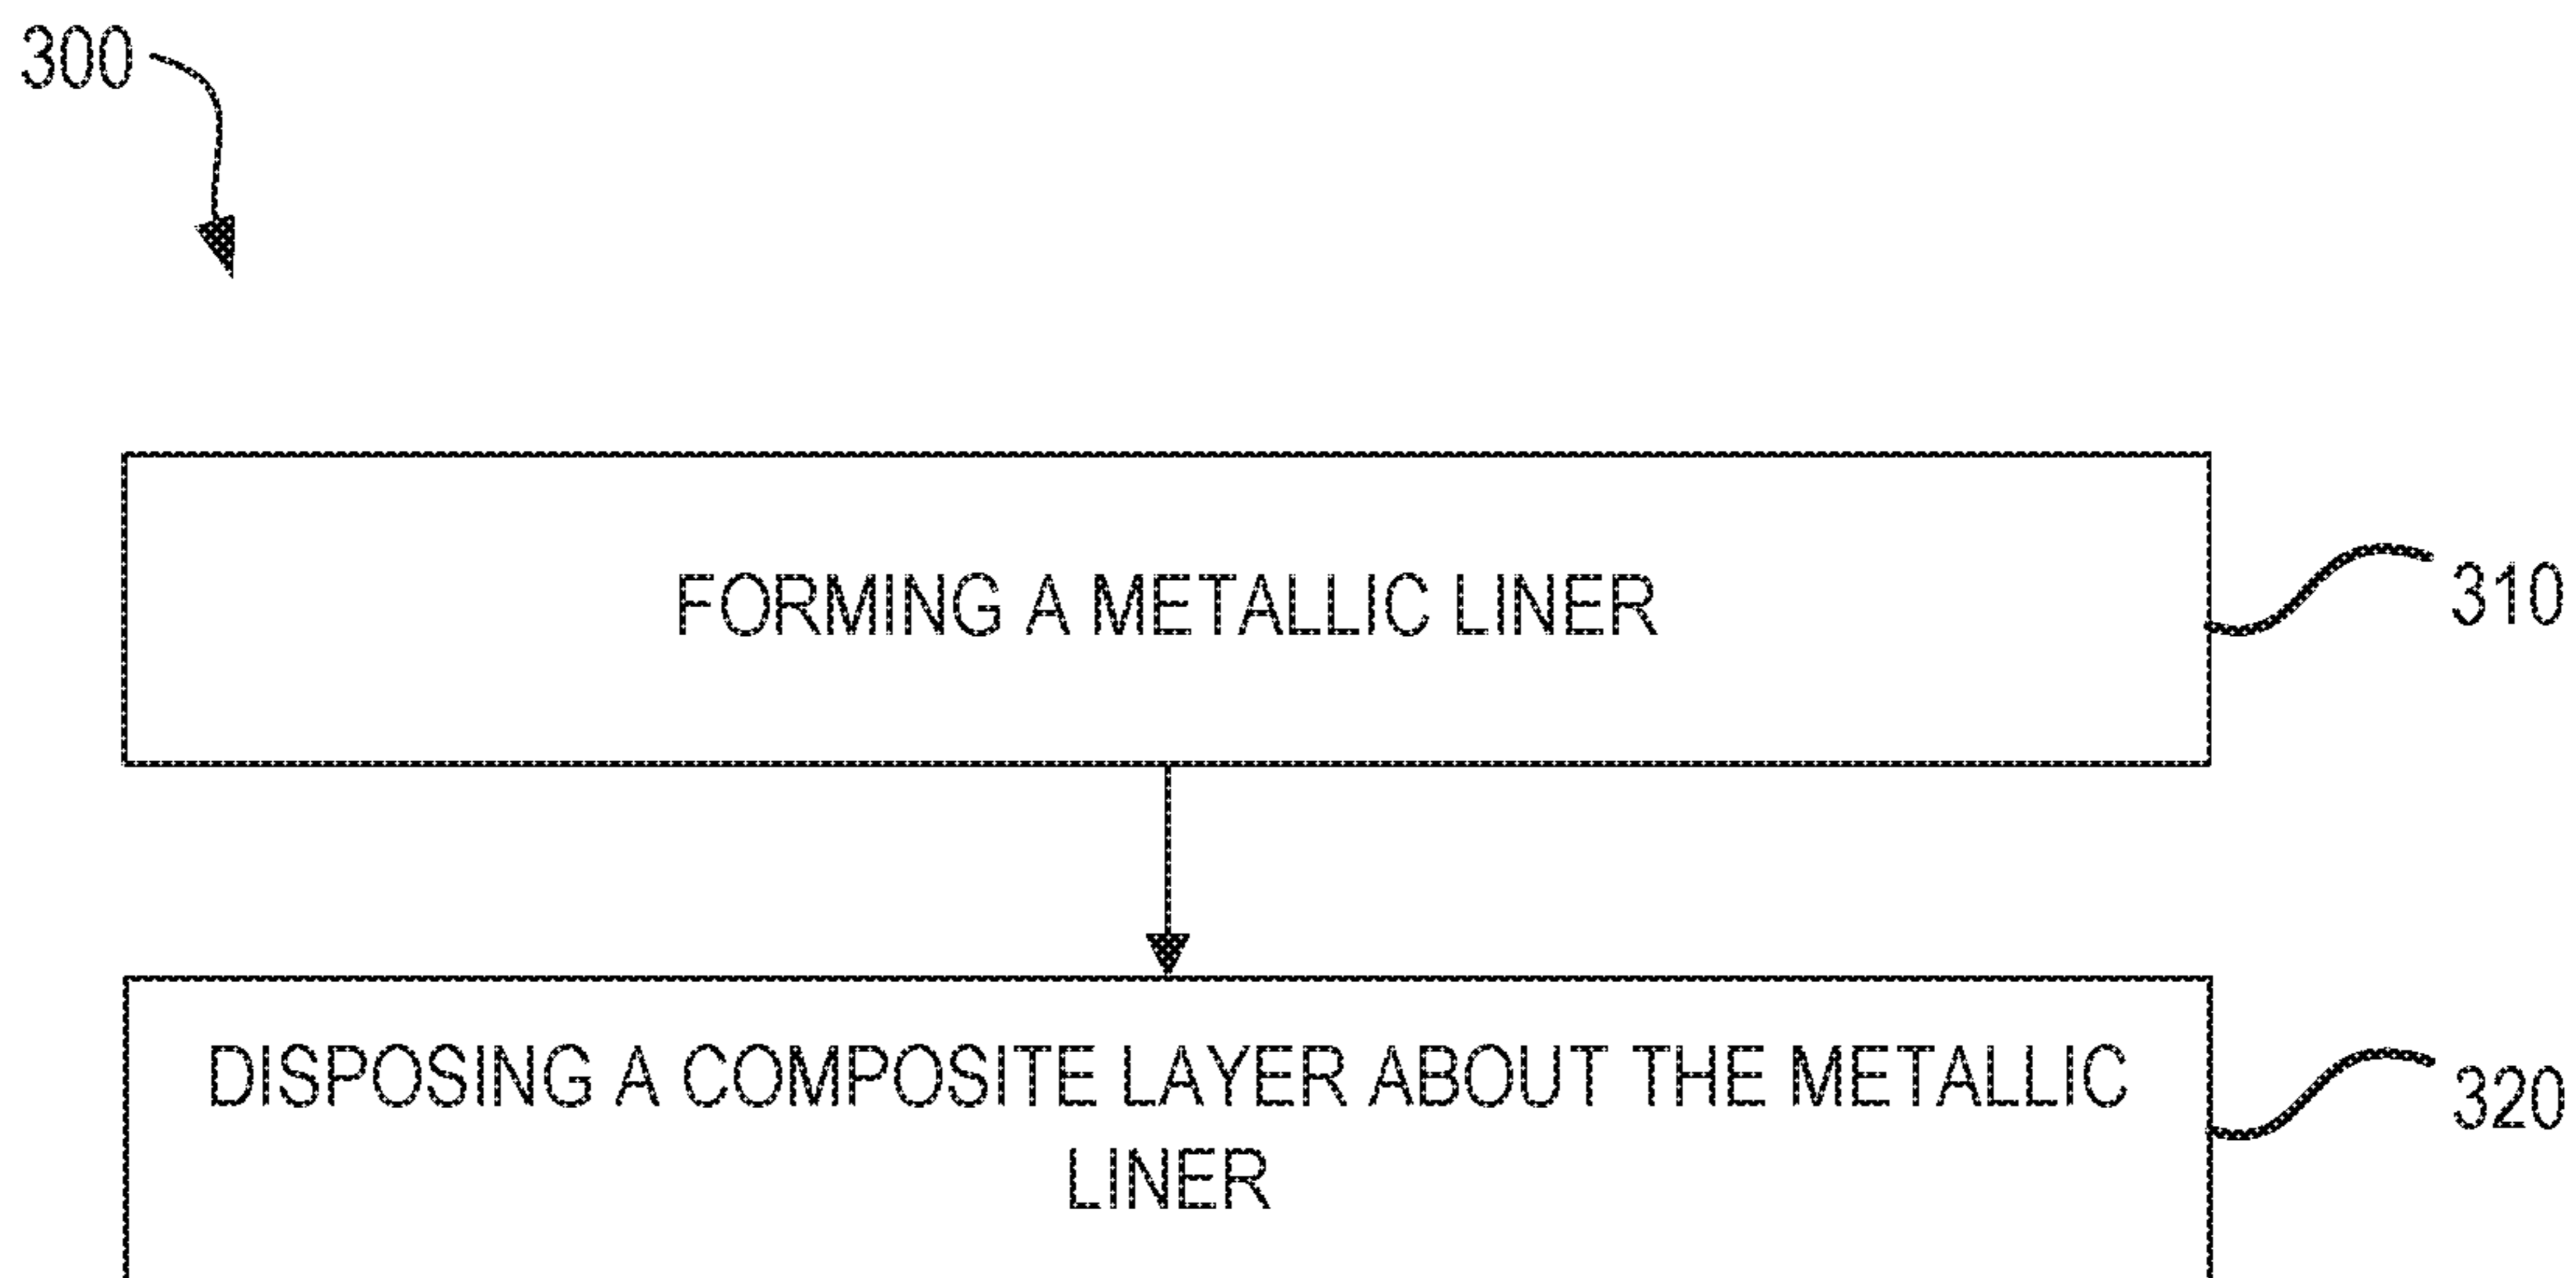 300
FORMING A METALLIC LINER
310
DISPOSING A COMPOSITE LAYER ABOUT THE METALLIC
LINER
320